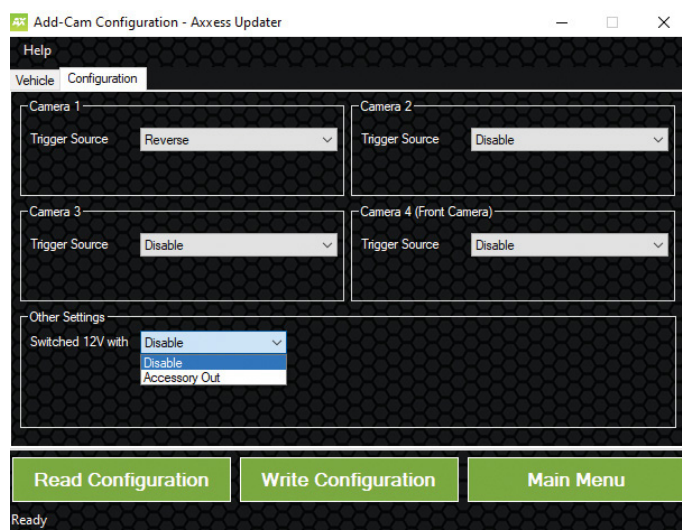 AX Add-Cam Configuration - Axxess Updater
Help
Vehicle Configuration
Camera 1
Trigger Source Reverse
Camera 2
Trigger Source Disable
Camera 3
Trigger Source Disable
Camera 4 (Front Camera)
Trigger Source Disable
Other Settings
Switched 12V with Disable
Disable
Accessory Out
Read Configuration Write Configuration Main Menu
Ready